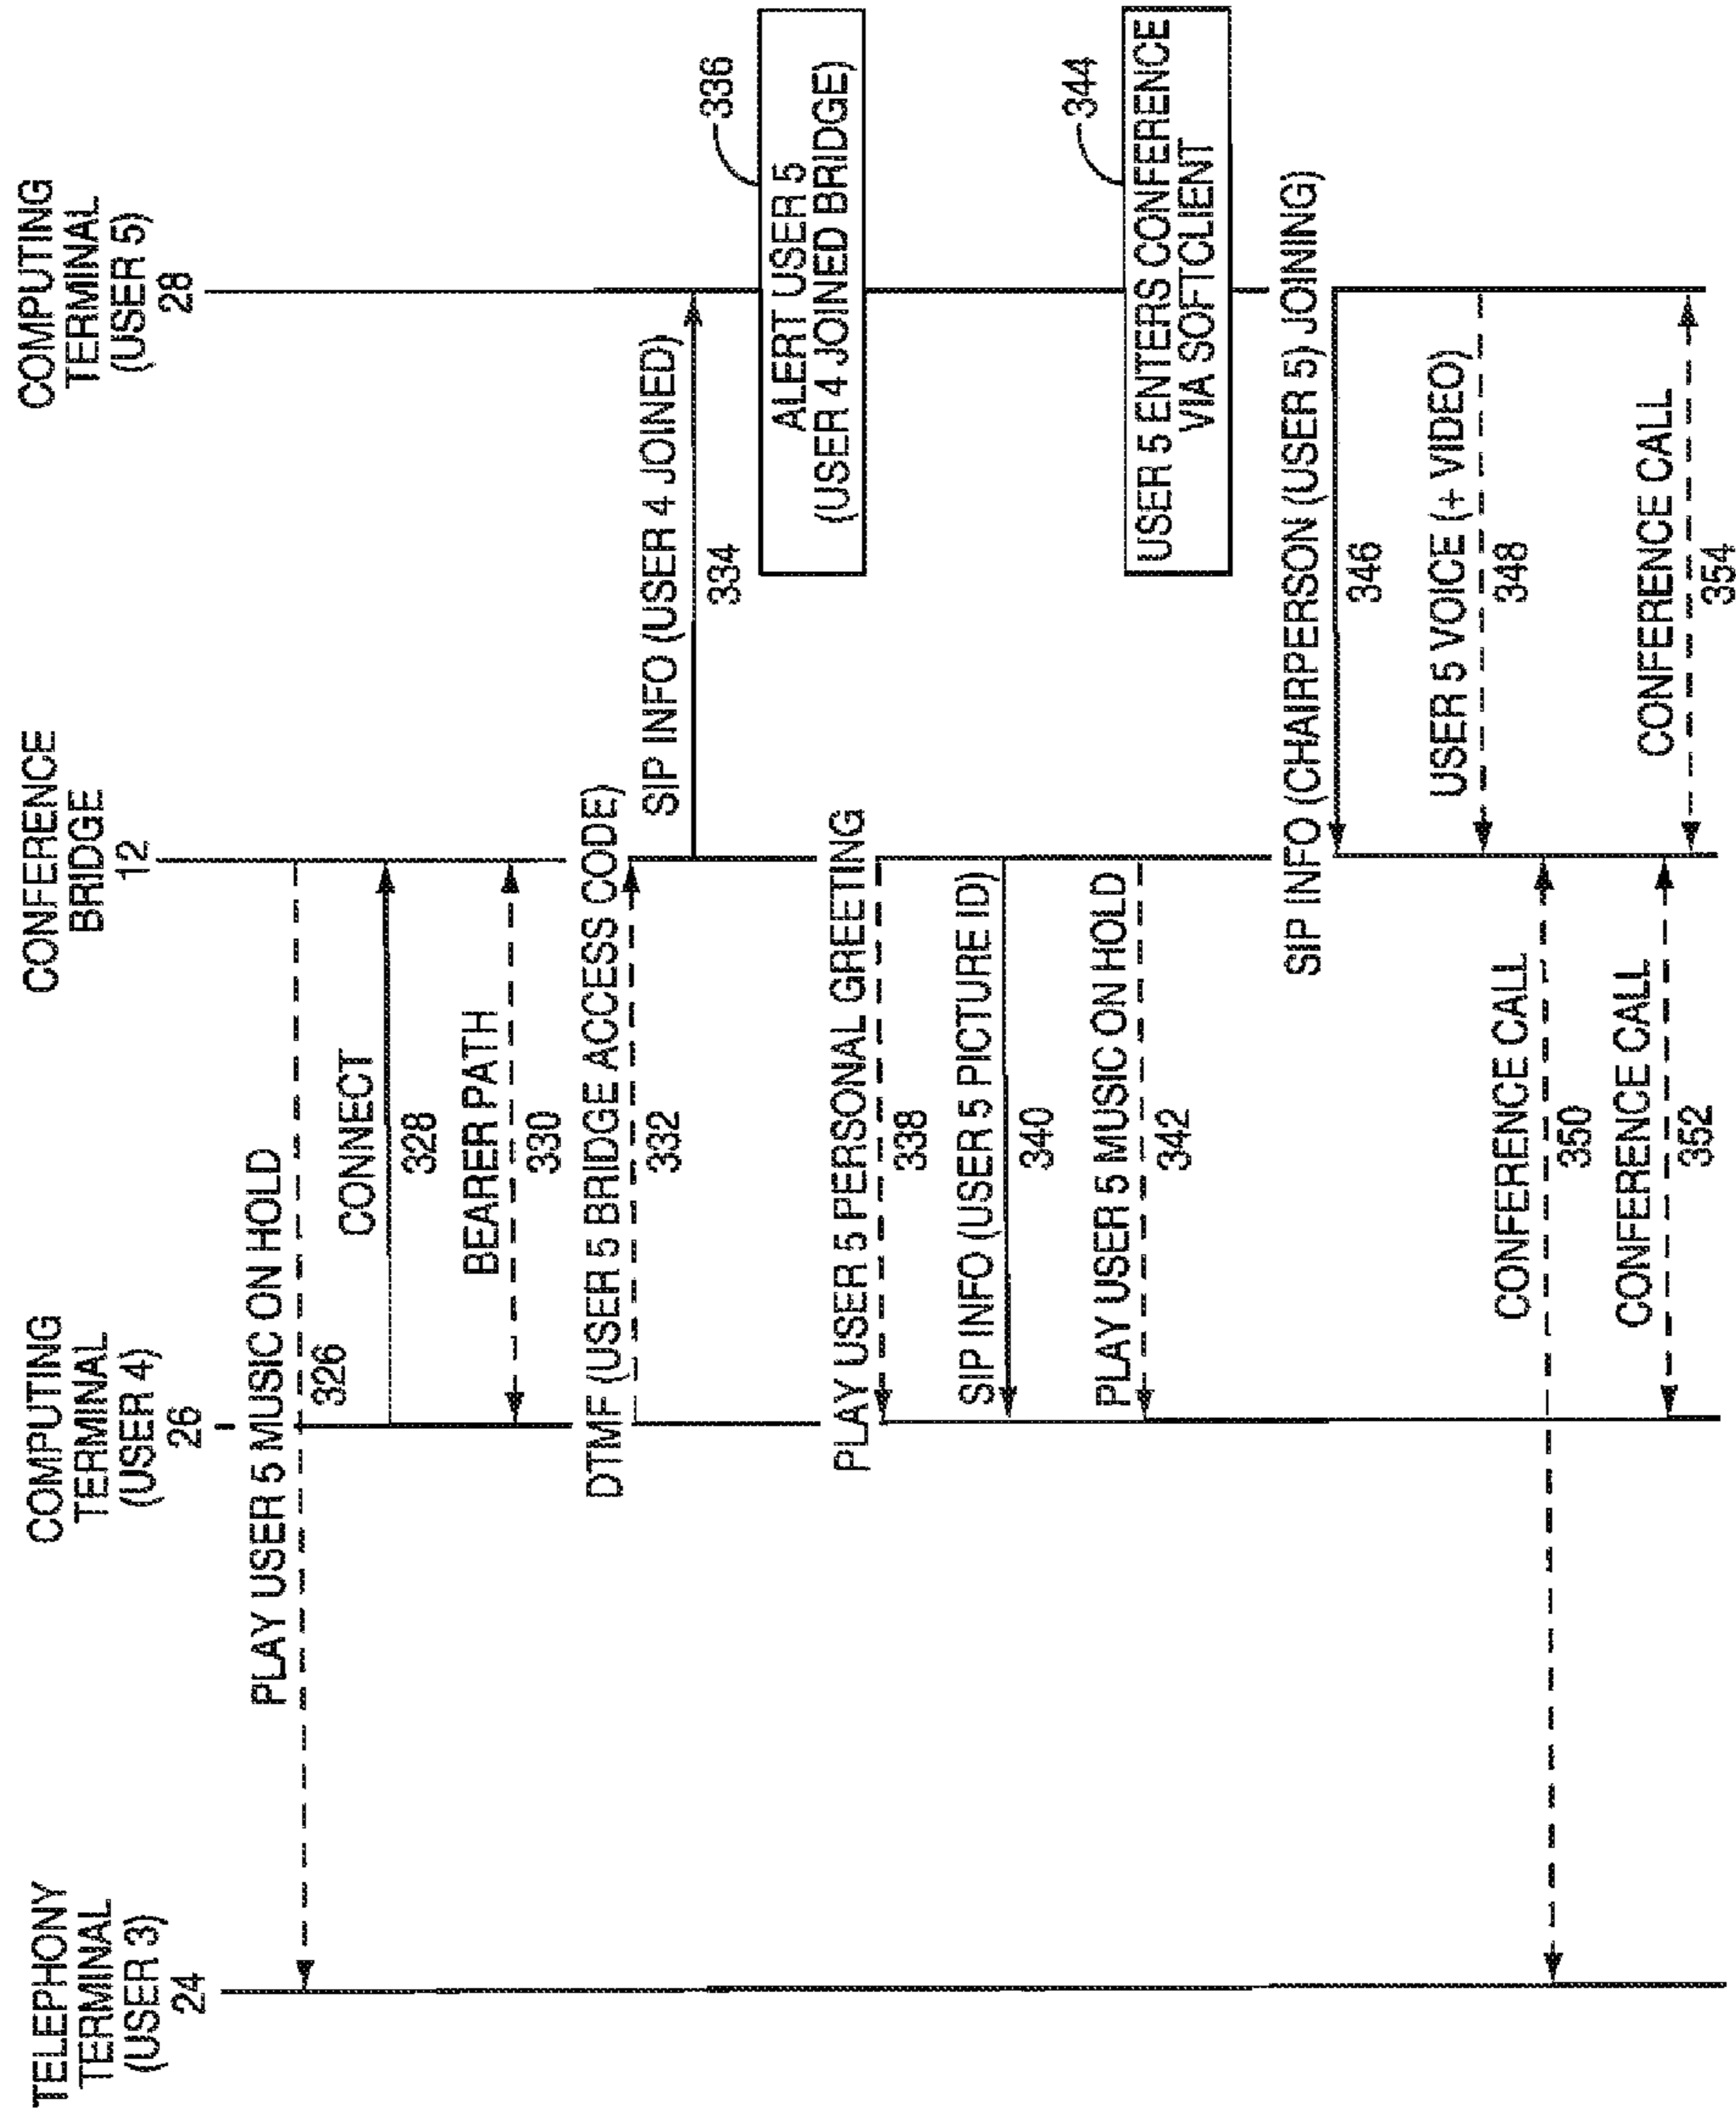 TELEPHONY
TERMINAL
(USER 3)
24
COMPUTING
TERMINAL
(USER 4)
26
CONFERENCE
BRIDGE
12
COMPUTING
TERMINAL
(USER 5)
28
PLAY USER 5 MUSIC ON HOLD
326
CONNECT
328
BEARER PATH
330
DTMF (USER 5 BRIDGE ACCESS CODE)
332
SIP INFO (USER 4 JOINED)
334
336
ALERT USER 5
(USER 4 JOINED BRIDGE)
PLAY USER 5 PERSONAL GREETING
338
SIP INFO (USER 5 PICTURE ID)
340
PLAY USER 5 MUSIC ON HOLD
342
344
USER 5 ENTERS CONFERENCE
VIA SOFTCLIENT
SIP INFO (CHAIRPERSON (USER 5) JOINING)
346
USER 5 VOICE (+ VIDEO)
348
CONFERENCE CALL
350
CONFERENCE CALL
352
CONFERENCE CALL
354